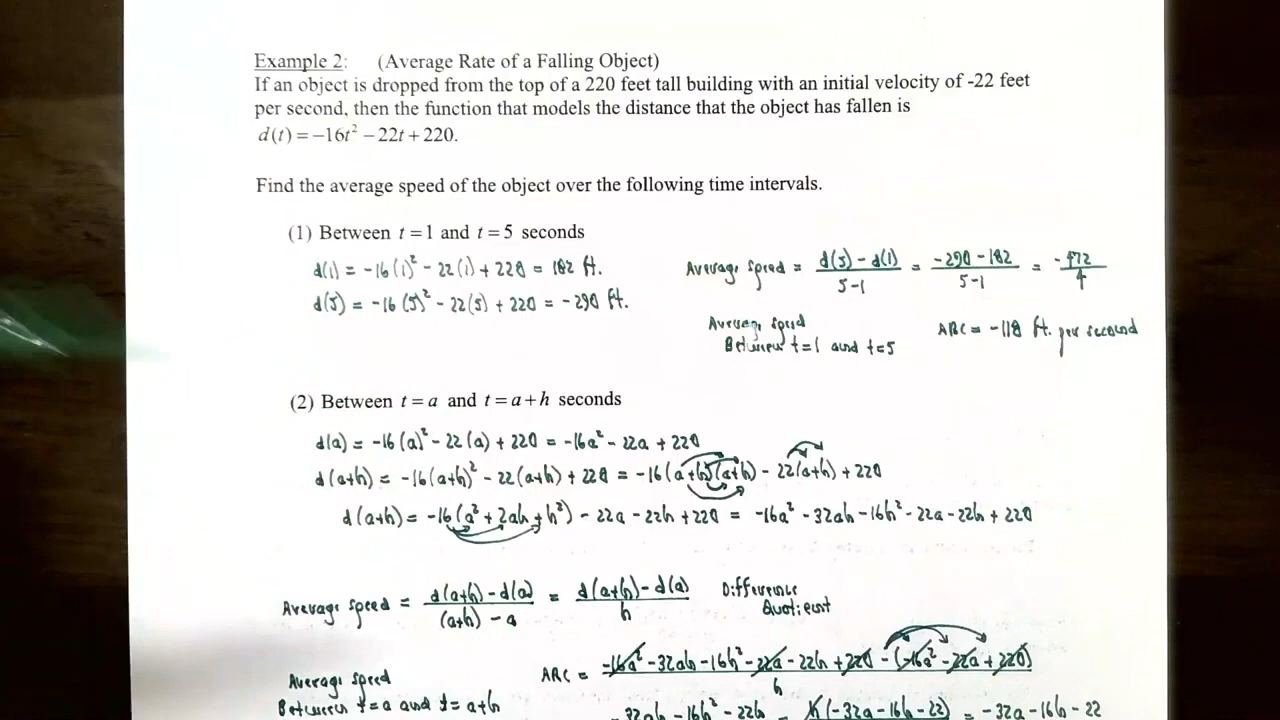 Example 2: (Average Rate of a Falling Object)
If an object is dropped from the top of a 220 feet tall building with an initial velocity of -22 feet
per second, then the function that models the distance that the object has fallen is
d(t) = −16t² − 22t + 220.
Find the average speed of the object over the following time intervals.
(1) Between t = 1 and t = 5 seconds
d(1) = -16(1)² - 22(1) + 220 = 182 ft.
d(5) = -16(5)² - 22(5) + 220 = -290 ft.
Average speed = d(5) - d(1) / 5-1 = -290 - 182 / 5-1 = -472 / 4
Average speed
Between t=1 and t=5
ARC = -118 ft. per second
(2) Between t = a and t = a + h seconds
d(a) = -16(a)² - 22(a) + 220 = -16a² - 22a + 220
d(a+h) = -16(a+h)² - 22(a+h) + 220 = -16(a+h)(a+h) - 22(a+h) + 220
d(a+h) = -16(a² + 2ah + h²) - 22a - 22h + 220 = -16a² - 32ah - 16h² - 22a - 22h + 220
Average speed = d(a+h) - d(a) / (a+h) - a = d(a+h) - d(a) / h Difference
Quotient
ARC = -16a² - 32ah - 16h² - 22a - 22h + 220 - (-16a² - 22a + 220) / h
Average speed
Between t=a and t=a+h
-32ah - 16h² - 22h = h(-32a - 16h - 22) = -32a - 16h - 22